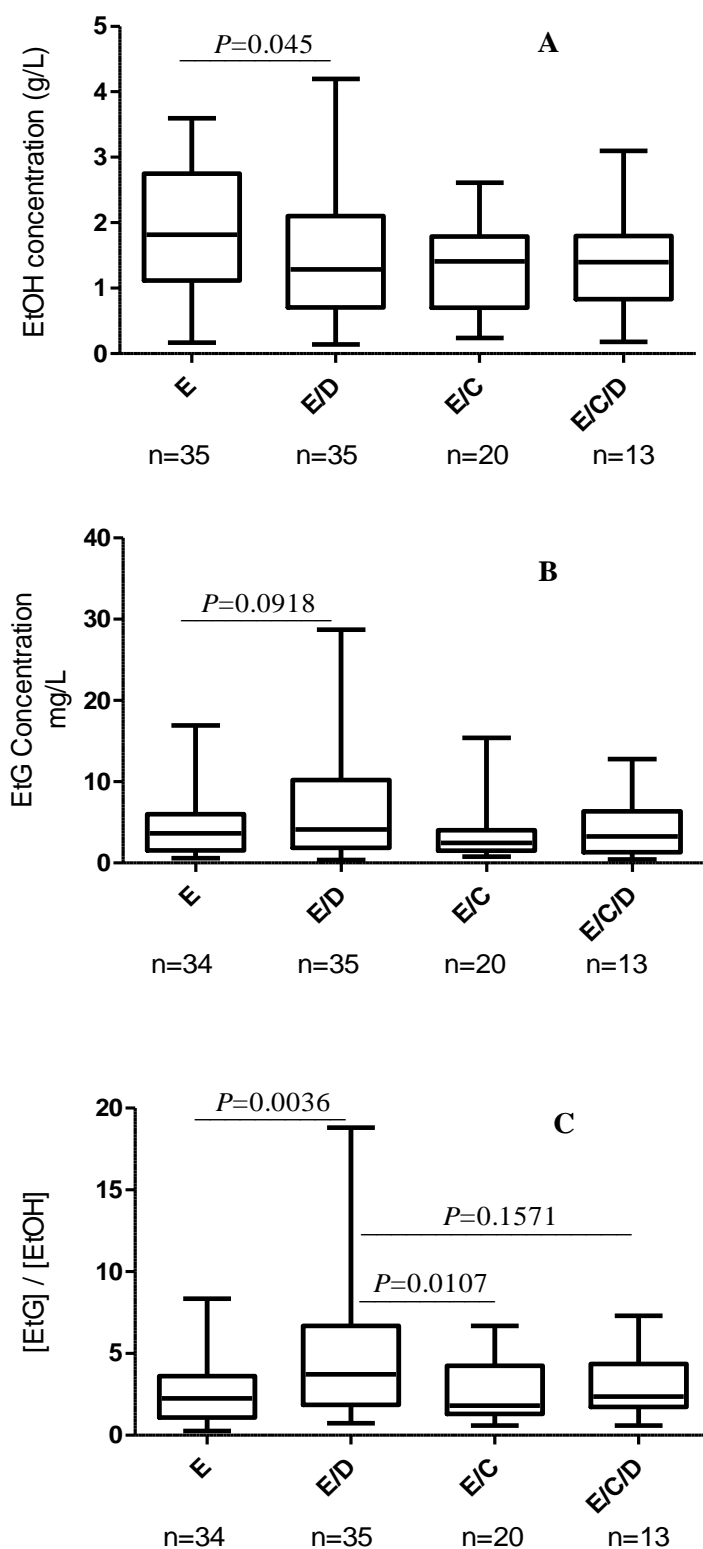 A
P=0.045
EtOH concentration (g/L)
5
4
3
2
1
0
E E/D E/C E/C/D
n=35 n=35 n=20 n=13
B
P=0.0918
EtG Concentration
mg/L
40
30
20
10
0
E E/D E/C E/C/D
n=34 n=35 n=20 n=13
C
P=0.0036
P=0.1571
P=0.0107
[EtG] / [EtOH]
20
15
10
5
0
E E/D E/C E/C/D
n=34 n=35 n=20 n=13